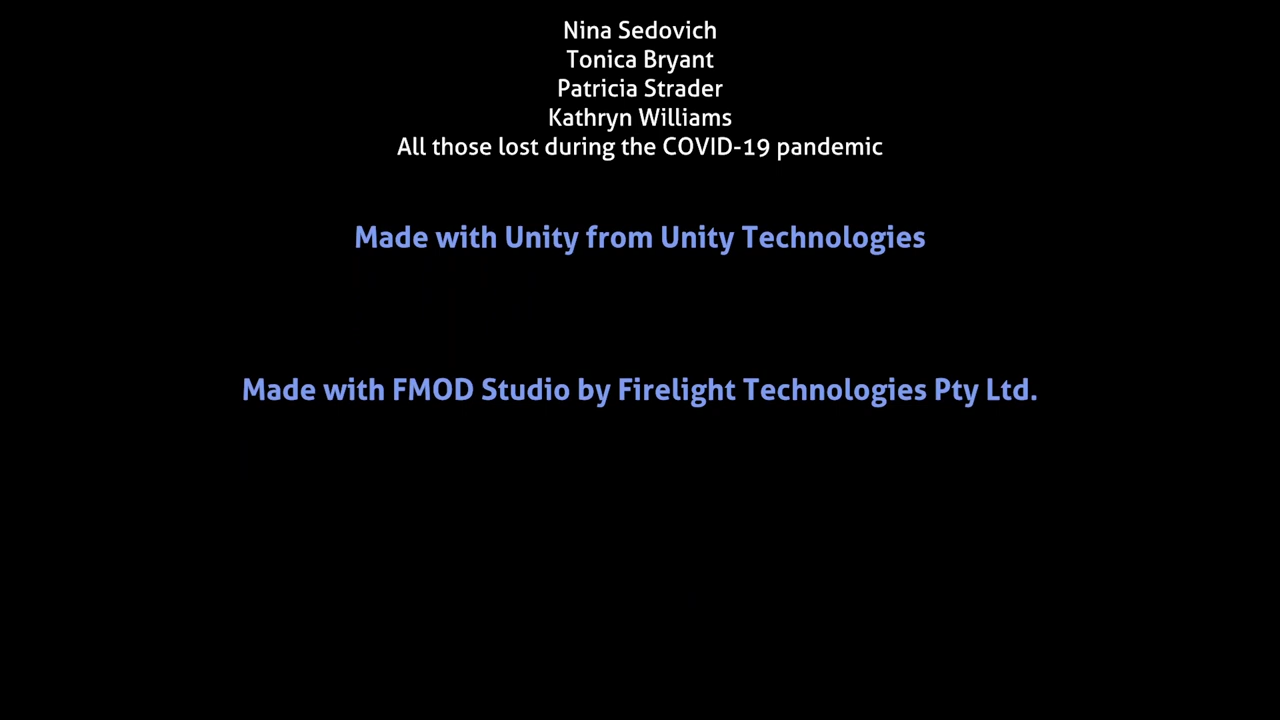 Nina Sedovich
Tonica Bryant
Patricia Strader
Kathryn Williams
All those lost during the COVID-19 pandemic
Made with Unity from Unity Technologies
Made with FMOD Studio by Firelight Technologies Pty Ltd.